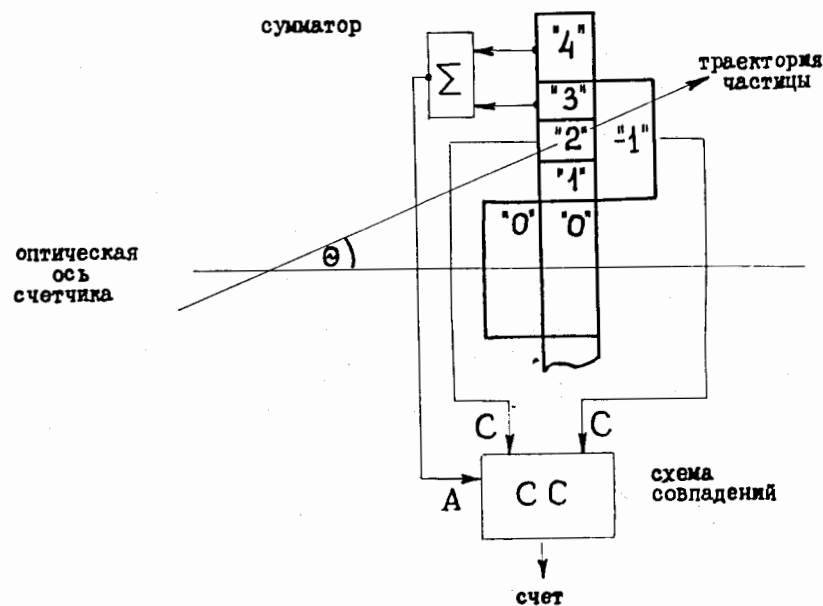 сумматор
"4"
траектория
частицы
Σ
"3"
"2"
"-1"
"1"
"0" "0"
оптическая
ось
счетчика
Θ
C C
A
C C
схема
совпадений
счет